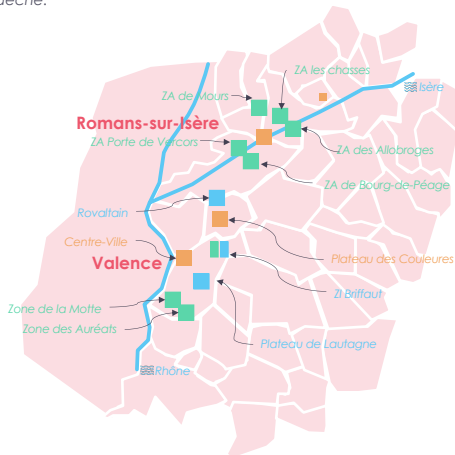 dèche.
ZA les chasses
Isère
ZA de Mours
Romans-sur-Isère
ZA Porte de Vercors
ZA des Allobroges
ZA de Bourg-de-Péage
Rovaltain
Centre-Ville
Plateau des Couleures
Valence
ZI Briffaut
Zone de la Motte
Zone des Auréats
Plateau de Lautagne
Rhône